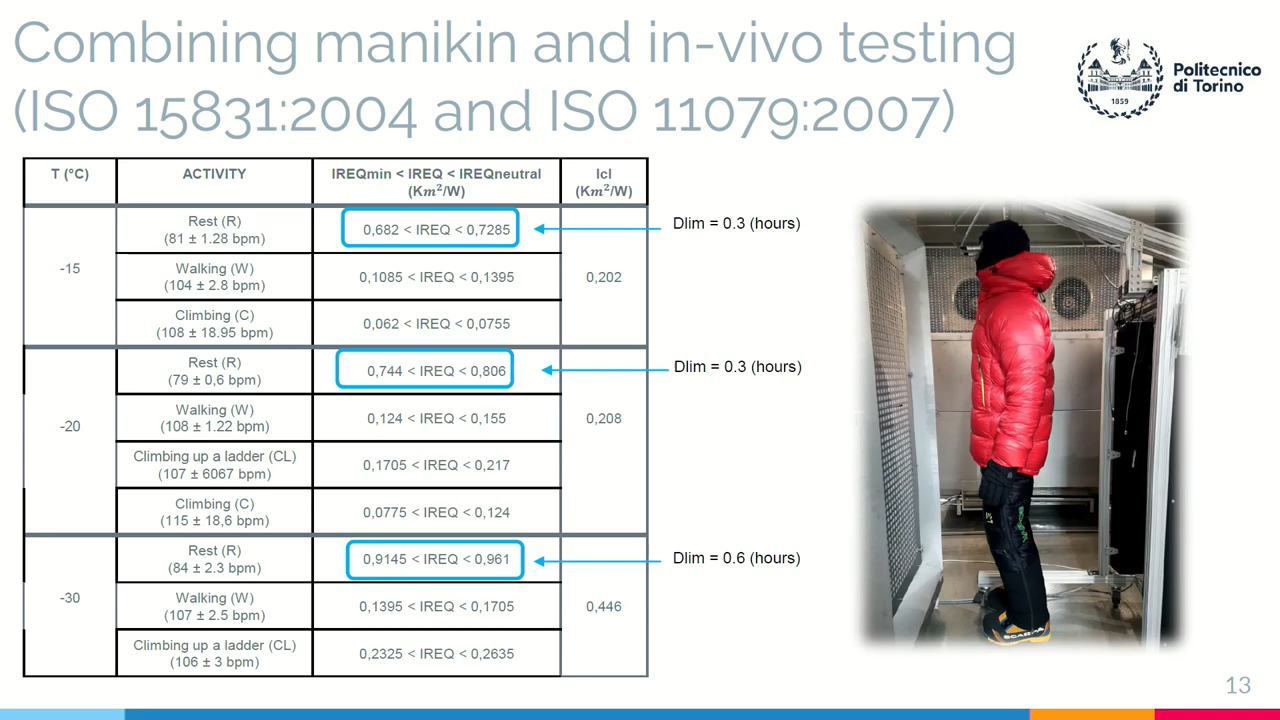 Combining manikin and in-vivo testing
(ISO 15831:2004 and ISO 11079:2007)
1859
Politecnico
di Torino
T (°C) ACTIVITY IREQmin < IREQ < IREQneutral (Km²/W) Icl (Km²/W)
-15
Rest (R)
(81 ± 1.28 bpm)
0,682 < IREQ < 0,7285
Dlim = 0.3 (hours)
Walking (W)
(104 ± 2.8 bpm)
0,1085 < IREQ < 0,1395
0,202
Climbing (C)
(108 ± 18.95 bpm)
0,062 < IREQ < 0,0755
-20
Rest (R)
(79 ± 0,6 bpm)
0,744 < IREQ < 0,806
Dlim = 0.3 (hours)
Walking (W)
(108 ± 1.22 bpm)
0,124 < IREQ < 0,155
0,208
Climbing up a ladder (CL)
(107 ± 6067 bpm)
0,1705 < IREQ < 0,217
Climbing (C)
(115 ± 18,6 bpm)
0,0775 < IREQ < 0,124
-30
Rest (R)
(84 ± 2.3 bpm)
0,9145 < IREQ < 0,961
Dlim = 0.6 (hours)
Walking (W)
(107 ± 2.5 bpm)
0,1395 < IREQ < 0,1705
0,446
Climbing up a ladder (CL)
(106 ± 3 bpm)
0,2325 < IREQ < 0,2635
SCARPA
13